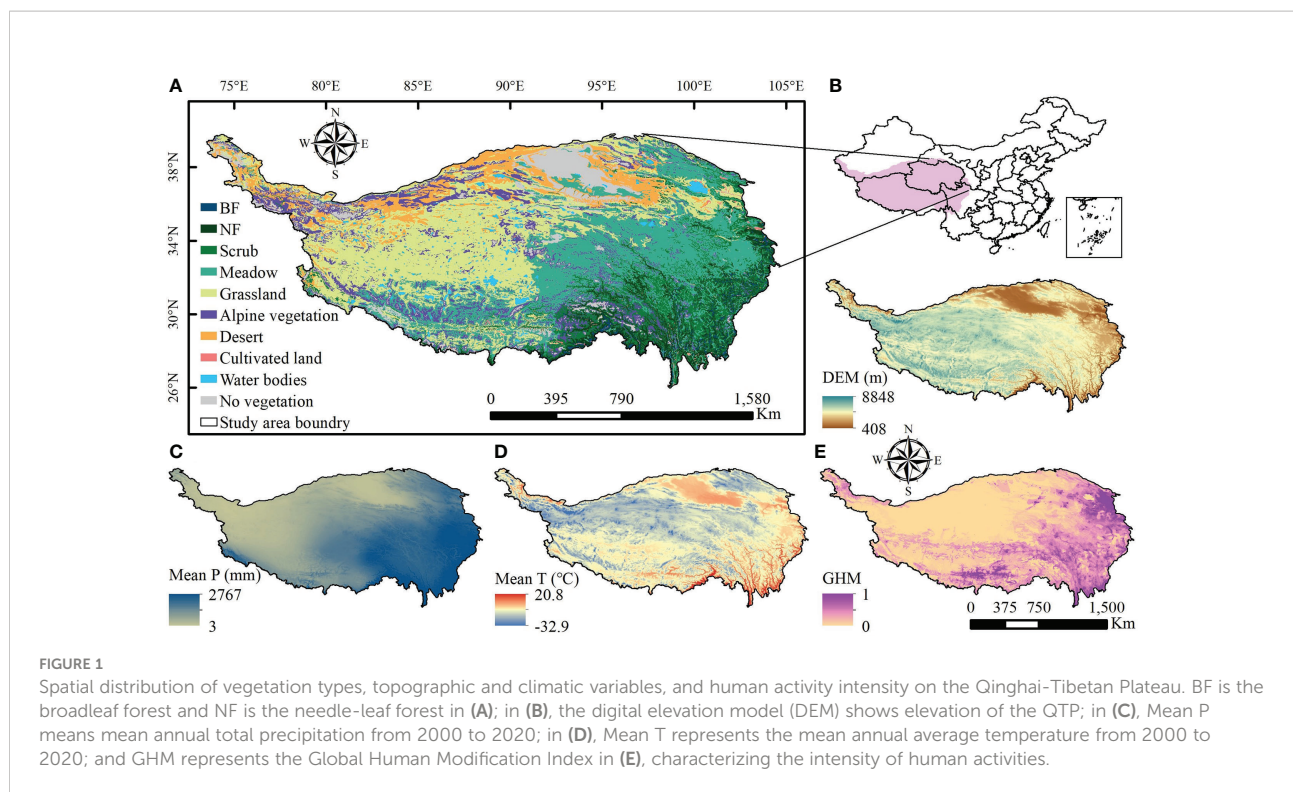 A
75°E 80°E 85°E 90°E 95°E 100°E 105°E
B
N
W E
S
38°N
34°N
30°N
26°N
BF
NF
Scrub
Meadow
Grassland
Alpine vegetation
Desert
Cultivated land
Water bodies
No vegetation
Study area boundry
0 395 790 1,580
Km
DEM (m)
8848
408
C
Mean P (mm)
2767
3
D
Mean T (°C)
20.8
-32.9
E
N
W E
S
GHM
1
0
0 375 750 1,500
Km
FIGURE 1
Spatial distribution of vegetation types, topographic and climatic variables, and human activity intensity on the Qinghai-Tibetan Plateau. BF is the
broadleaf forest and NF is the needle-leaf forest in (A); in (B), the digital elevation model (DEM) shows elevation of the QTP; in (C), Mean P
means mean annual total precipitation from 2000 to 2020; in (D), Mean T represents the mean annual average temperature from 2000 to
2020; and GHM represents the Global Human Modification Index in (E), characterizing the intensity of human activities.